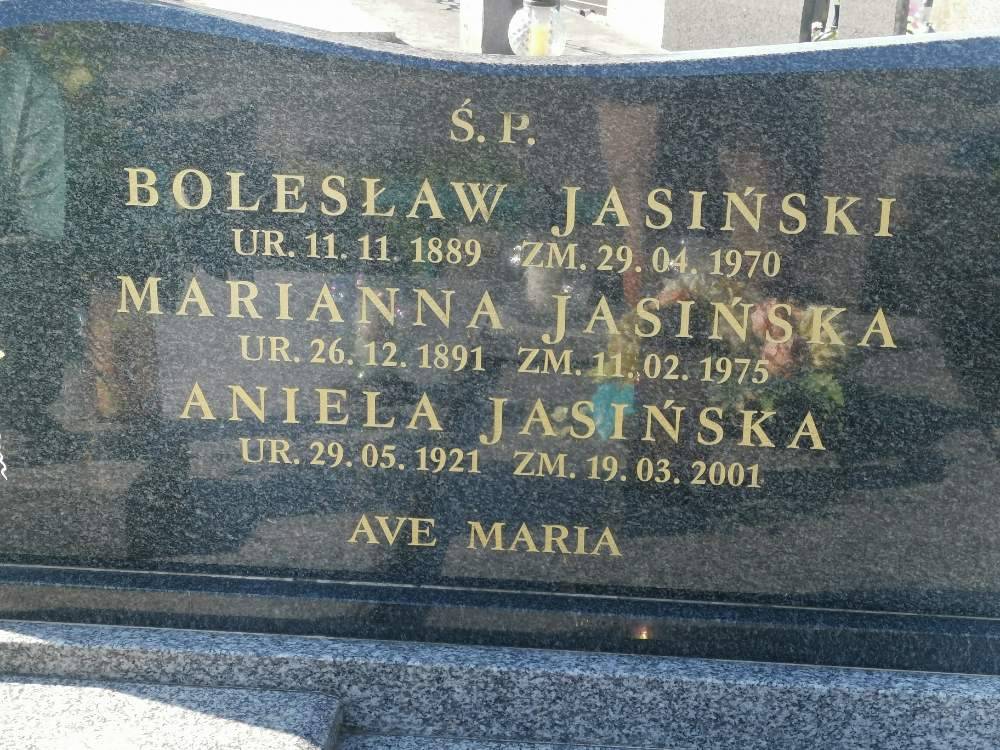 Ś. P.
BOLESŁAW JASIŃSKI
UR. 11. 11. 1889 ZM. 29. 04. 1970
MARIANNA JASIŃSKA
UR. 26. 12. 1891 ZM. 11. 02. 1975
ANIELA JASIŃSKA
UR. 29. 05. 1921 ZM. 19. 03. 2001
AVE MARIA